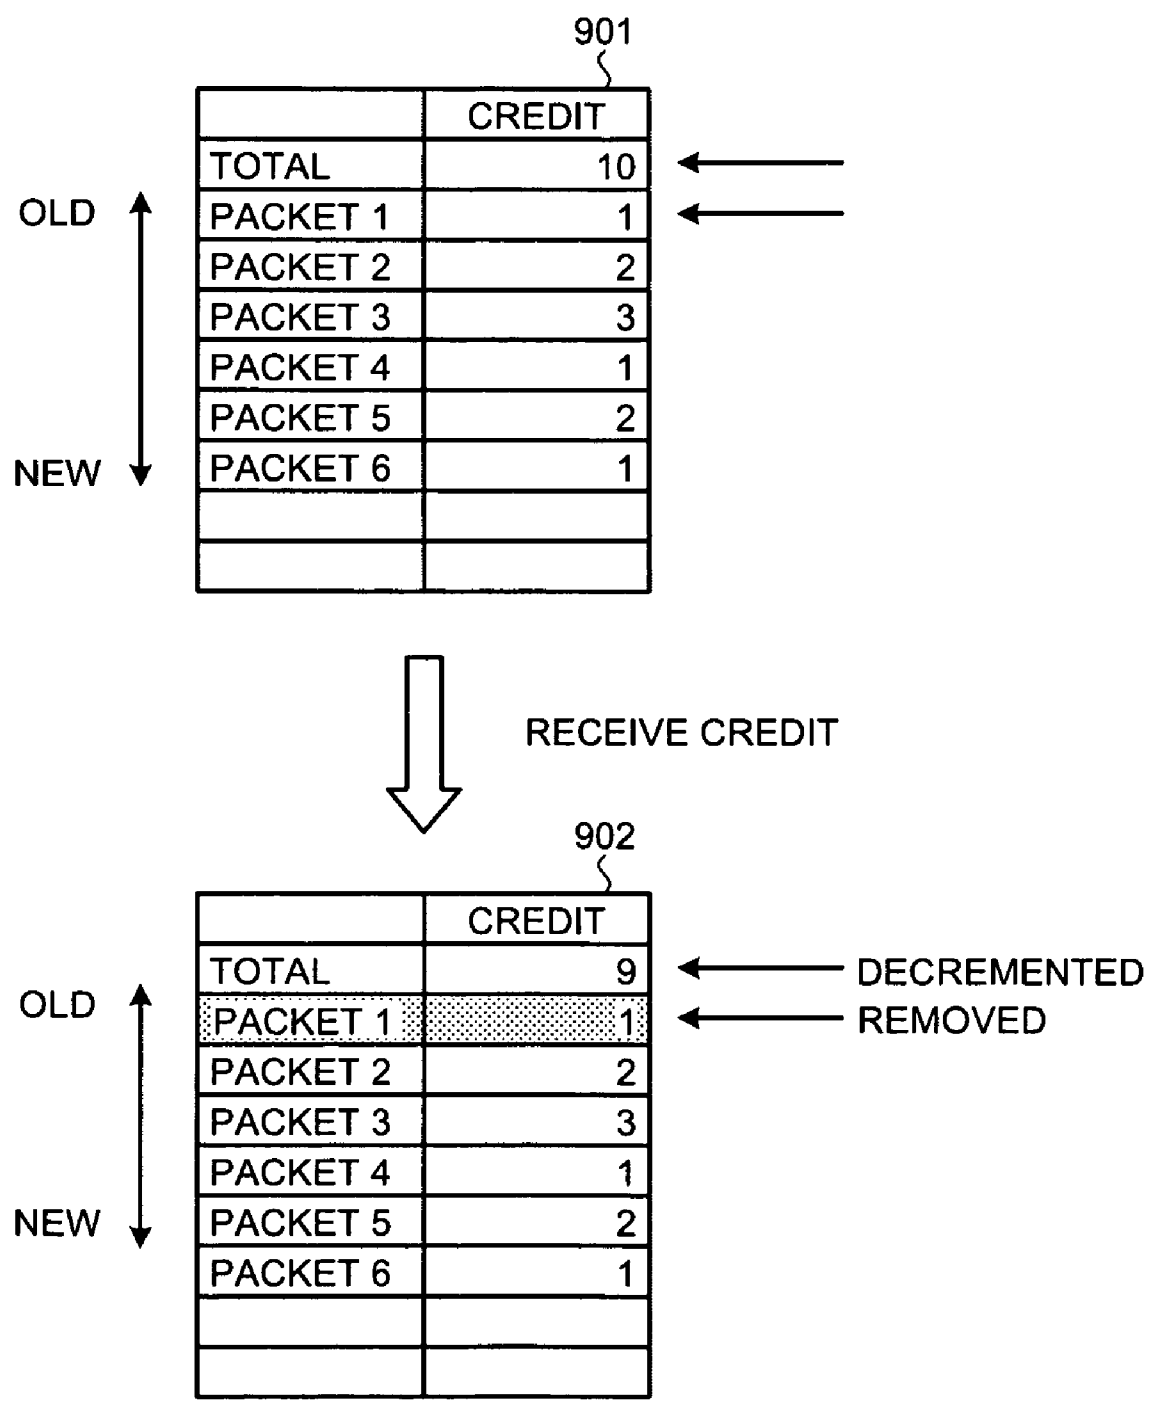 901
CREDIT
TOTAL 10
OLD PACKET 1 1
PACKET 2 2
PACKET 3 3
PACKET 4 1
PACKET 5 2
NEW PACKET 6 1
RECEIVE CREDIT
902
CREDIT
TOTAL 9 DECREMENTED
OLD PACKET 1 1 REMOVED
PACKET 2 2
PACKET 3 3
PACKET 4 1
NEW PACKET 5 2
PACKET 6 1